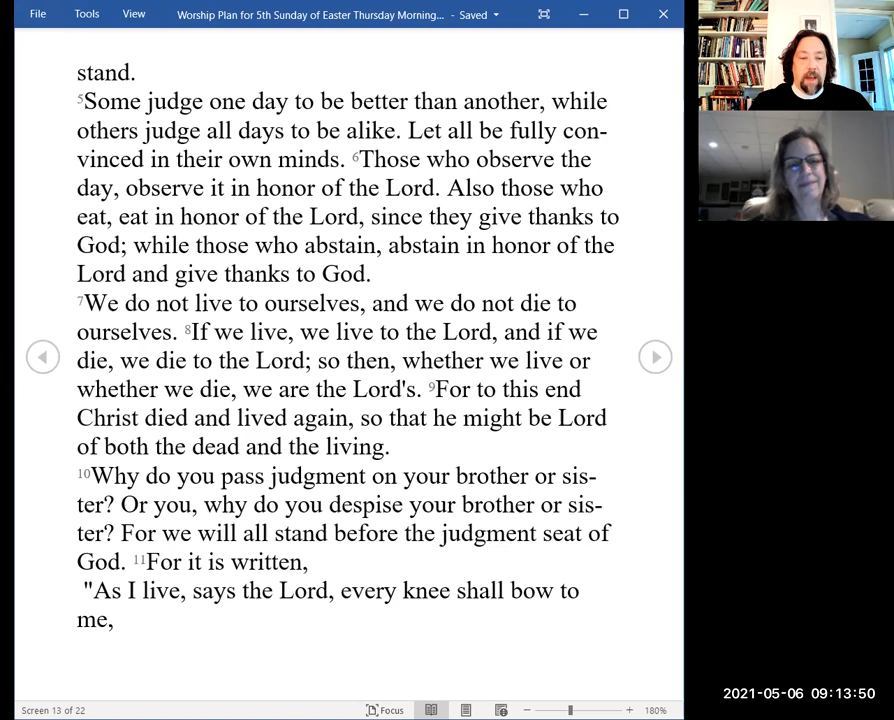 File Tools View Worship Plan for 5th Sunday of Easter Thursday Morning... - Saved
stand.
5Some judge one day to be better than another, while
others judge all days to be alike. Let all be fully con-
vinced in their own minds. 6Those who observe the
day, observe it in honor of the Lord. Also those who
eat, eat in honor of the Lord, since they give thanks to
God; while those who abstain, abstain in honor of the
Lord and give thanks to God.
7We do not live to ourselves, and we do not die to
ourselves. 8If we live, we live to the Lord, and if we
die, we die to the Lord; so then, whether we live or
whether we die, we are the Lord's. 9For to this end
Christ died and lived again, so that he might be Lord
of both the dead and the living.
10Why do you pass judgment on your brother or sis-
ter? Or you, why do you despise your brother or sis-
ter? For we will all stand before the judgment seat of
God. 11For it is written,
"As I live, says the Lord, every knee shall bow to
me,
2021-05-06 09:13:50
Screen 13 of 22 Focus 180%